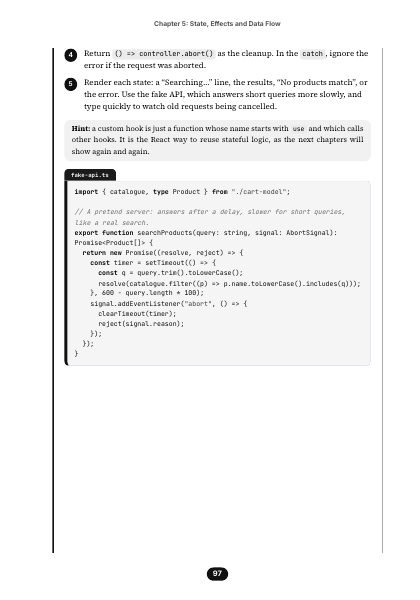 Chapter 5: State, Effects and Data Flow
4 Return () => controller.abort() as the cleanup. In the catch, ignore the
error if the request was aborted.
5 Render each state: a “Searching…” line, the results, “No products match”, or
the error. Use the fake API, which answers short queries more slowly, and
type quickly to watch old requests being cancelled.
Hint: a custom hook is just a function whose name starts with use and which calls
other hooks. It is the React way to reuse stateful logic, as the next chapters will
show again and again.
fake-api.ts
import { catalogue, type Product } from "./cart-model";
// A pretend server: answers after a delay, slower for short queries,
like a real search.
export function searchProducts(query: string, signal: AbortSignal):
Promise<Product[]> {
  return new Promise((resolve, reject) => {
    const timer = setTimeout(() => {
      const q = query.trim().toLowerCase();
      resolve(catalogue.filter((p) => p.name.toLowerCase().includes(q)));
    }, 600 - query.length * 100);
    signal.addEventListener("abort", () => {
      clearTimeout(timer);
      reject(signal.reason);
    });
  });
}
97